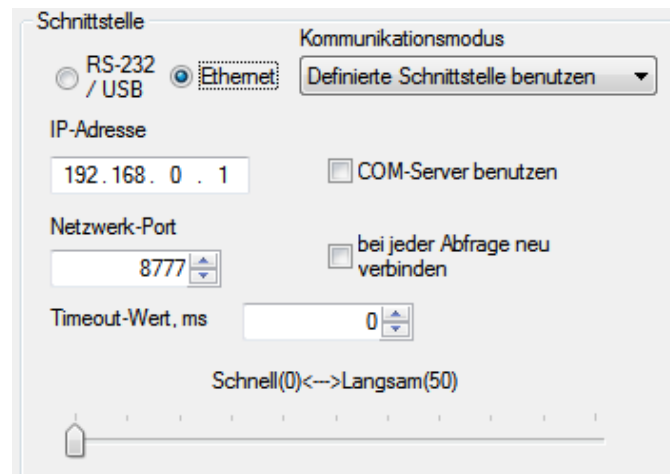 Schnittstelle
Kommunikationsmodus
RS-232
/ USB
Ethernet
Definierte Schnittstelle benutzen
IP-Adresse
192.168. 0 . 1
COM-Server benutzen
Netzwerk-Port
8777
bei jeder Abfrage neu
verbinden
Timeout-Wert, ms
0
Schnell(0)<--->Langsam(50)